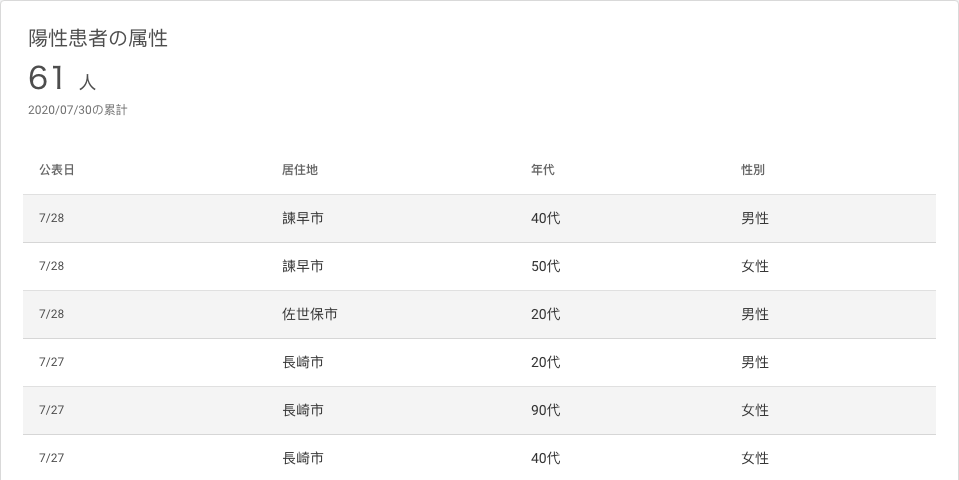 陽性患者の属性
61 人
2020/07/30の累計
公表日 居住地 年代 性別
7/28 諫早市 40代 男性
7/28 諫早市 50代 女性
7/28 佐世保市 20代 男性
7/27 長崎市 20代 男性
7/27 長崎市 90代 女性
7/27 長崎市 40代 女性